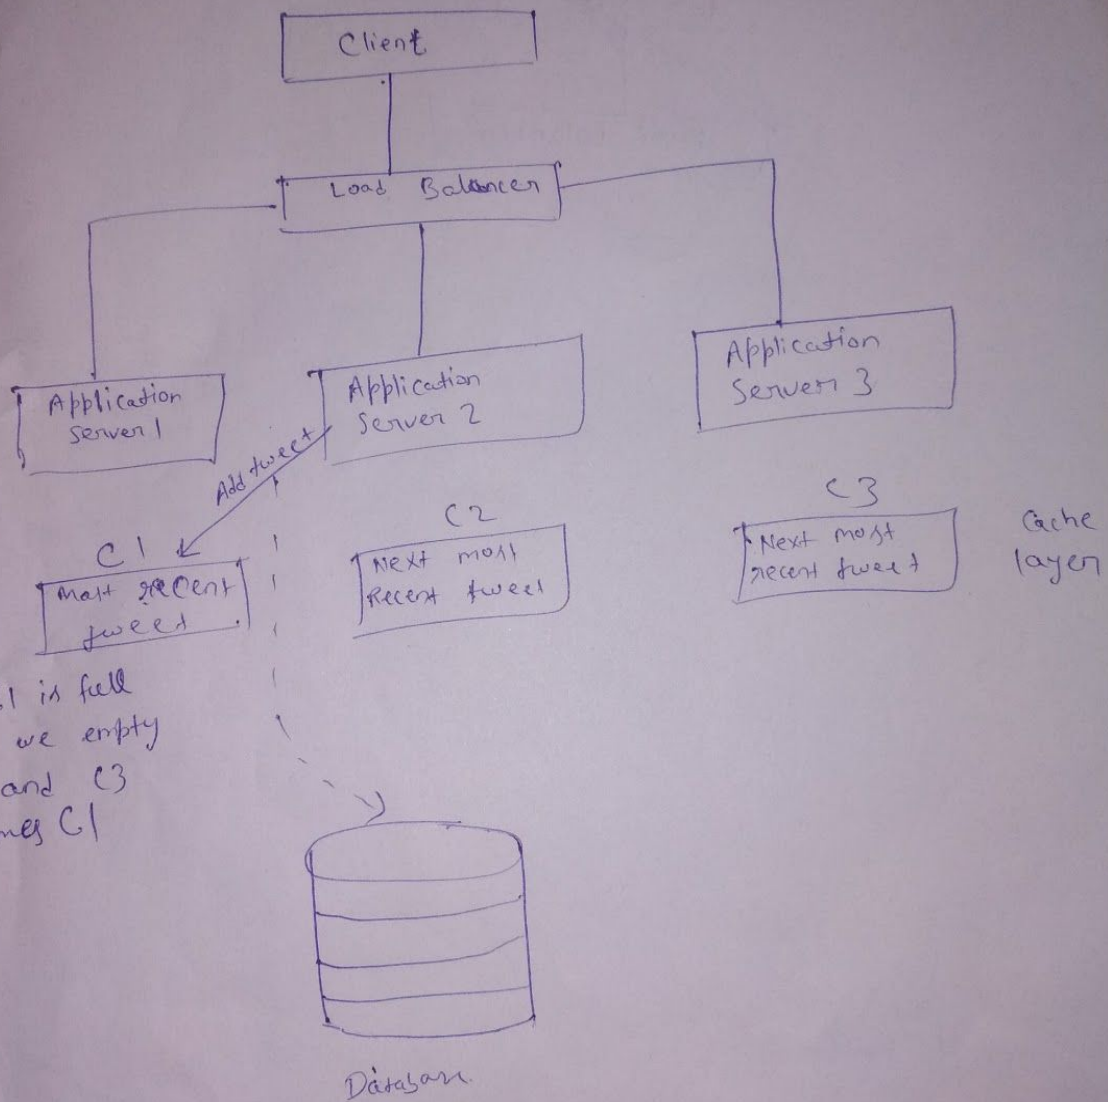 Client
Load Balancer
Application
Server 1
Application
Server 2
Application
Server 3
Add tweet
C1
Most recent
tweet
C2
Next most
Recent tweet
C3
Next most
recent tweet
Cache
layer
1 is full
we empty
and C3
mes C1
Database